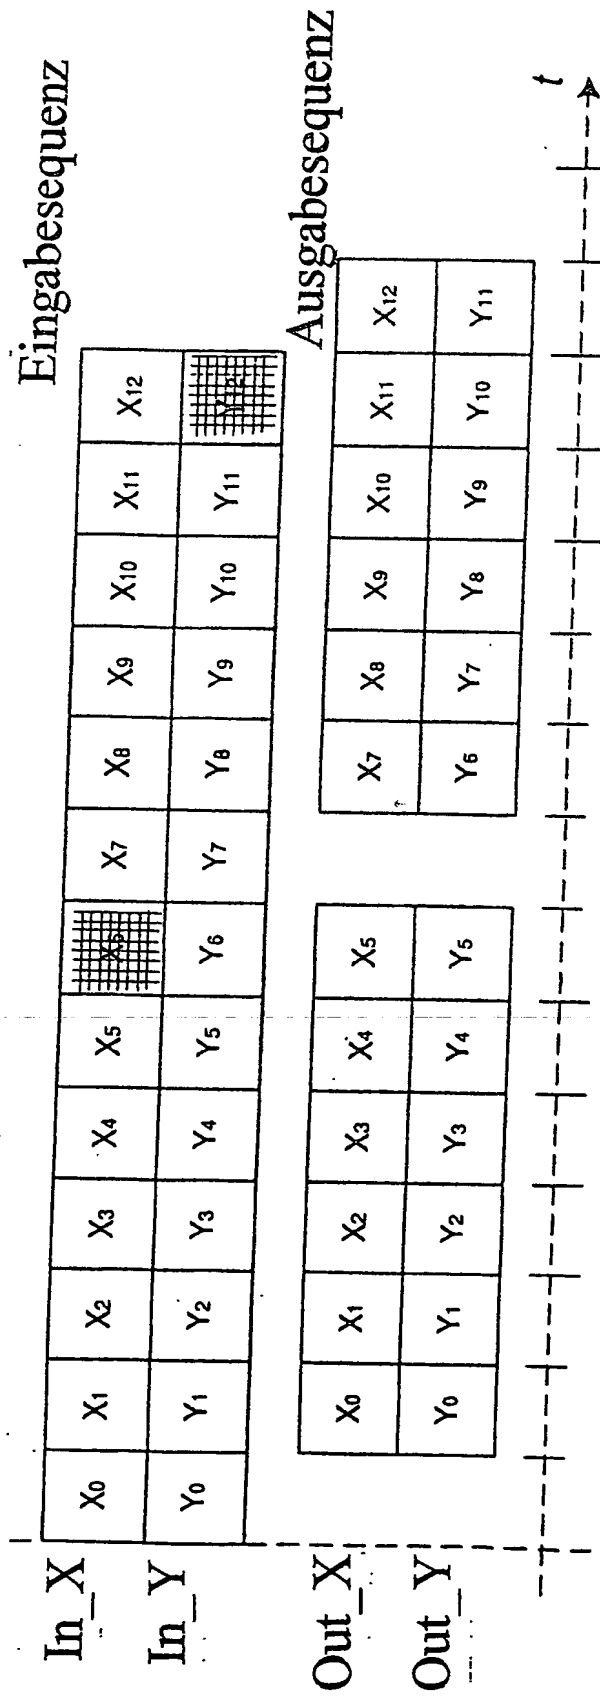 Eingabesequenz
In_X X0 X1 X2 X3 X4 X5 X6 X7 X8 X9 X10 X11 X12
In_Y Y0 Y1 Y2 Y3 Y4 Y5 Y6 Y7 Y8 Y9 Y10 Y11 Y12
Ausgabesequenz
Out_X X0 X1 X2 X3 X4 X5 X7 X8 X9 X10 X11 X12
Out_Y Y0 Y1 Y2 Y3 Y4 Y5 Y6 Y7 Y8 Y9 Y10 Y11
t